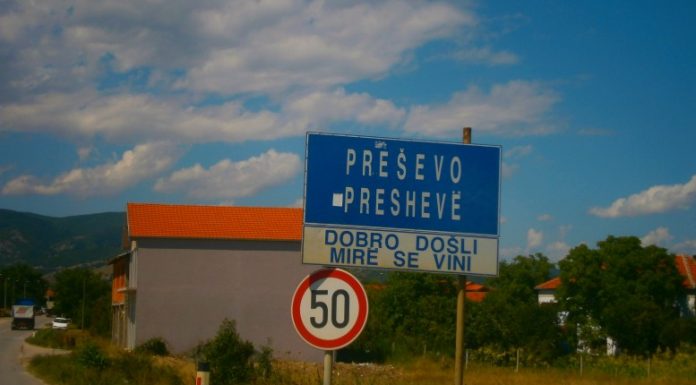 PREŠEVO
PRESHEVË
DOBRO DOŠLI
MIRË SE VINI
50